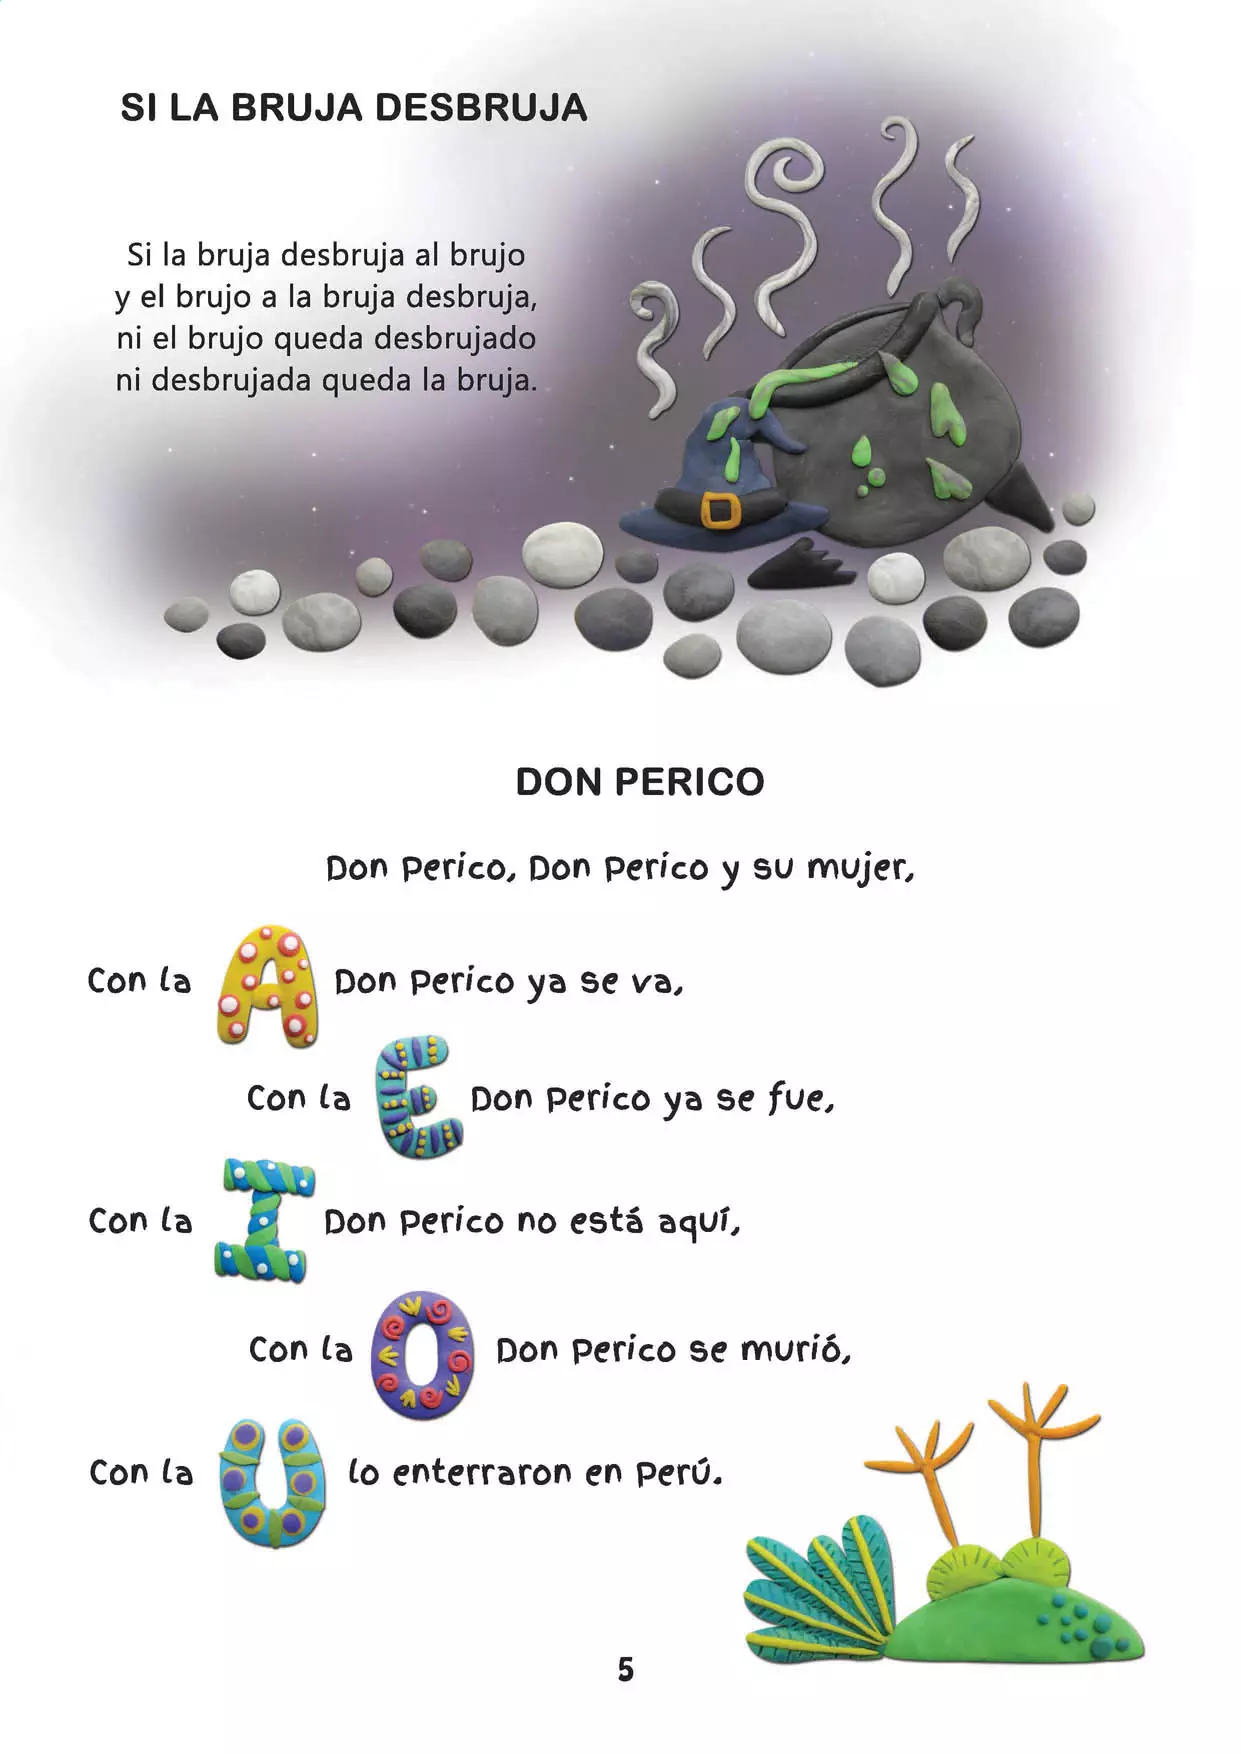 SI LA BRUJA DESBRUJA
Si la bruja desbruja al brujo
y el brujo a la bruja desbruja,
ni el brujo queda desbrujado
ni desbrujada queda la bruja.
DON PERICO
Don Perico, Don Perico y su mujer,
Con la A Don Perico ya se va,
Con la E Don Perico ya se fue,
Con la I Don Perico no está aquí,
Con la O Don Perico se murió,
Con la U lo enterraron en Perú.
5